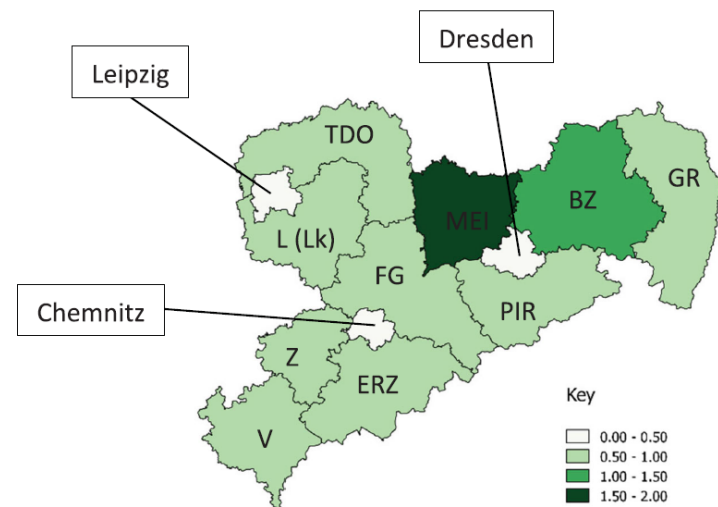 Dresden
Leipzig
TDO
GR
BZ
MEI
L (Lk)
FG
Chemnitz
PIR
Z
ERZ
V
Key
0.00 - 0.50
0.50 - 1.00
1.00 - 1.50
1.50 - 2.00